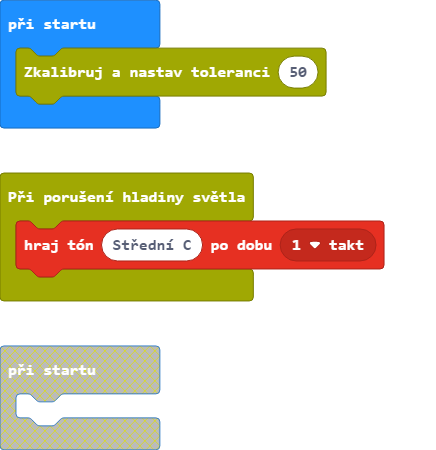 při startu
Zkalibruj a nastav toleranci 50
Při porušení hladiny světla
hraj tón Střední C po dobu 1 takt
při startu